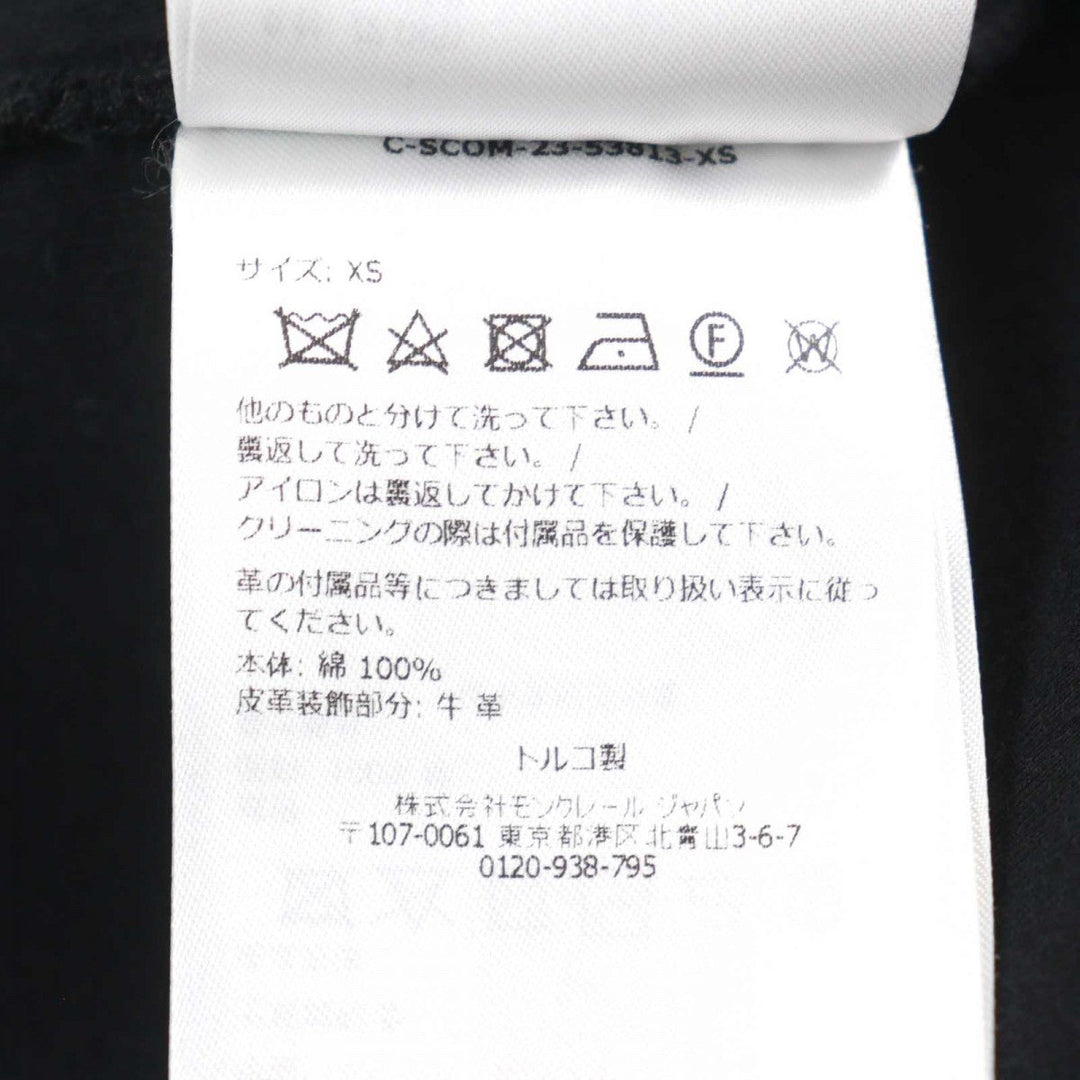 C-SCOM-23-53813-XS
サイズ: XS
F
W
他のものと分けて洗って下さい。 /
裏返して洗って下さい。 /
アイロンは裏返してかけて下さい。 /
クリーニングの際は付属品を保護して下さい。
革の付属品等につきましては取り扱い表示に従っ
てください。
本体: 綿 100%
皮革装飾部分: 牛 革
トルコ製
株式会社モンクレール ジャパン
〒107-0061 東京都港区北青山3-6-7
0120-938-795